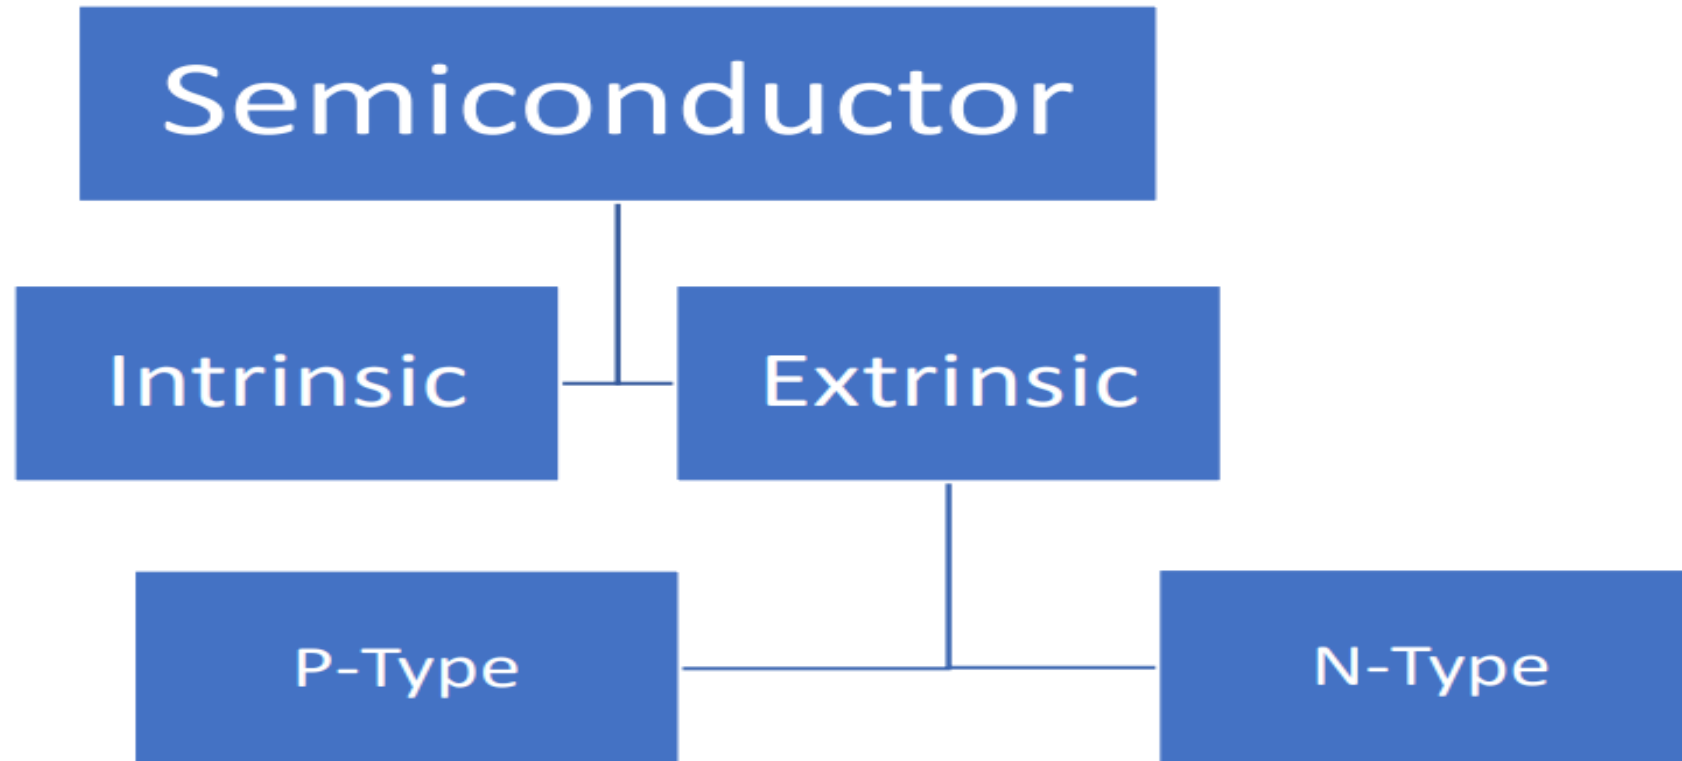 Semiconductor
Intrinsic
Extrinsic
P-Type
N-Type